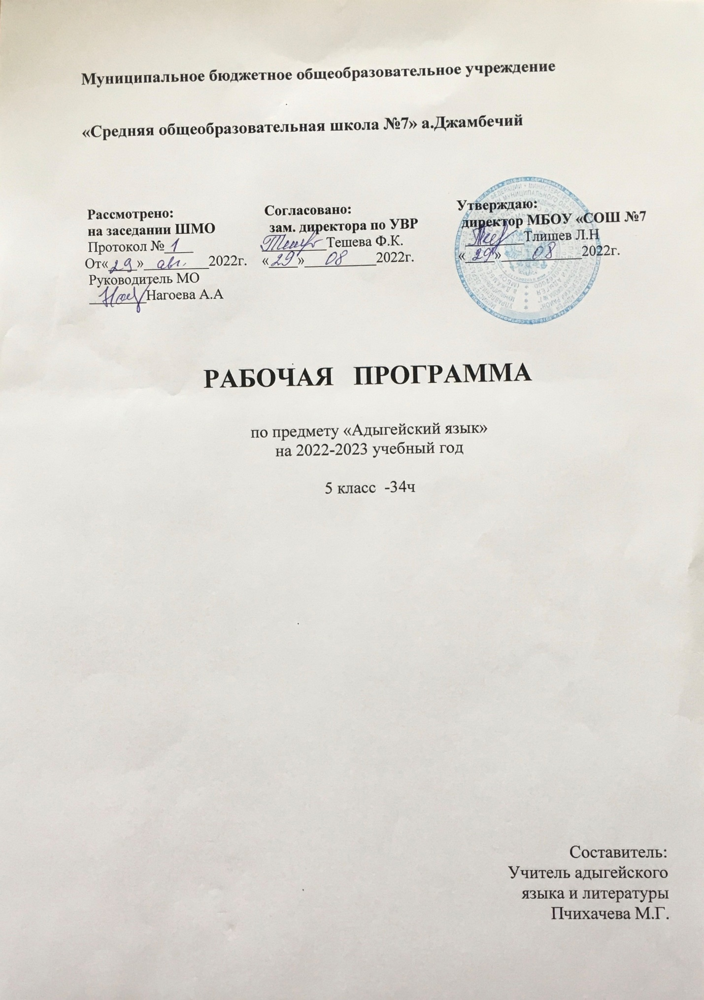 Муниципальное бюджетное общеобразовательное учреждение
«Средняя общеобразовательная школа №7» а.Джамбечий
Рассмотрено:
на заседании ШМО
Протокол № 1
От« 29 » авг. 2022г.
Руководитель МО
Нагоева А.А
Согласовано:
зам. директора по УВР
Тешева Ф.К.
« 29 » 08 2022г.
Утверждаю:
директор МБОУ «СОШ №7
Тлишев Л.Н
« 29 » 08 2022г.
РАБОЧАЯ ПРОГРАММА
по предмету «Адыгейский язык»
на 2022-2023 учебный год
5 класс -34ч
Составитель:
Учитель адыгейского
языка и литературы
Пчихачева М.Г.